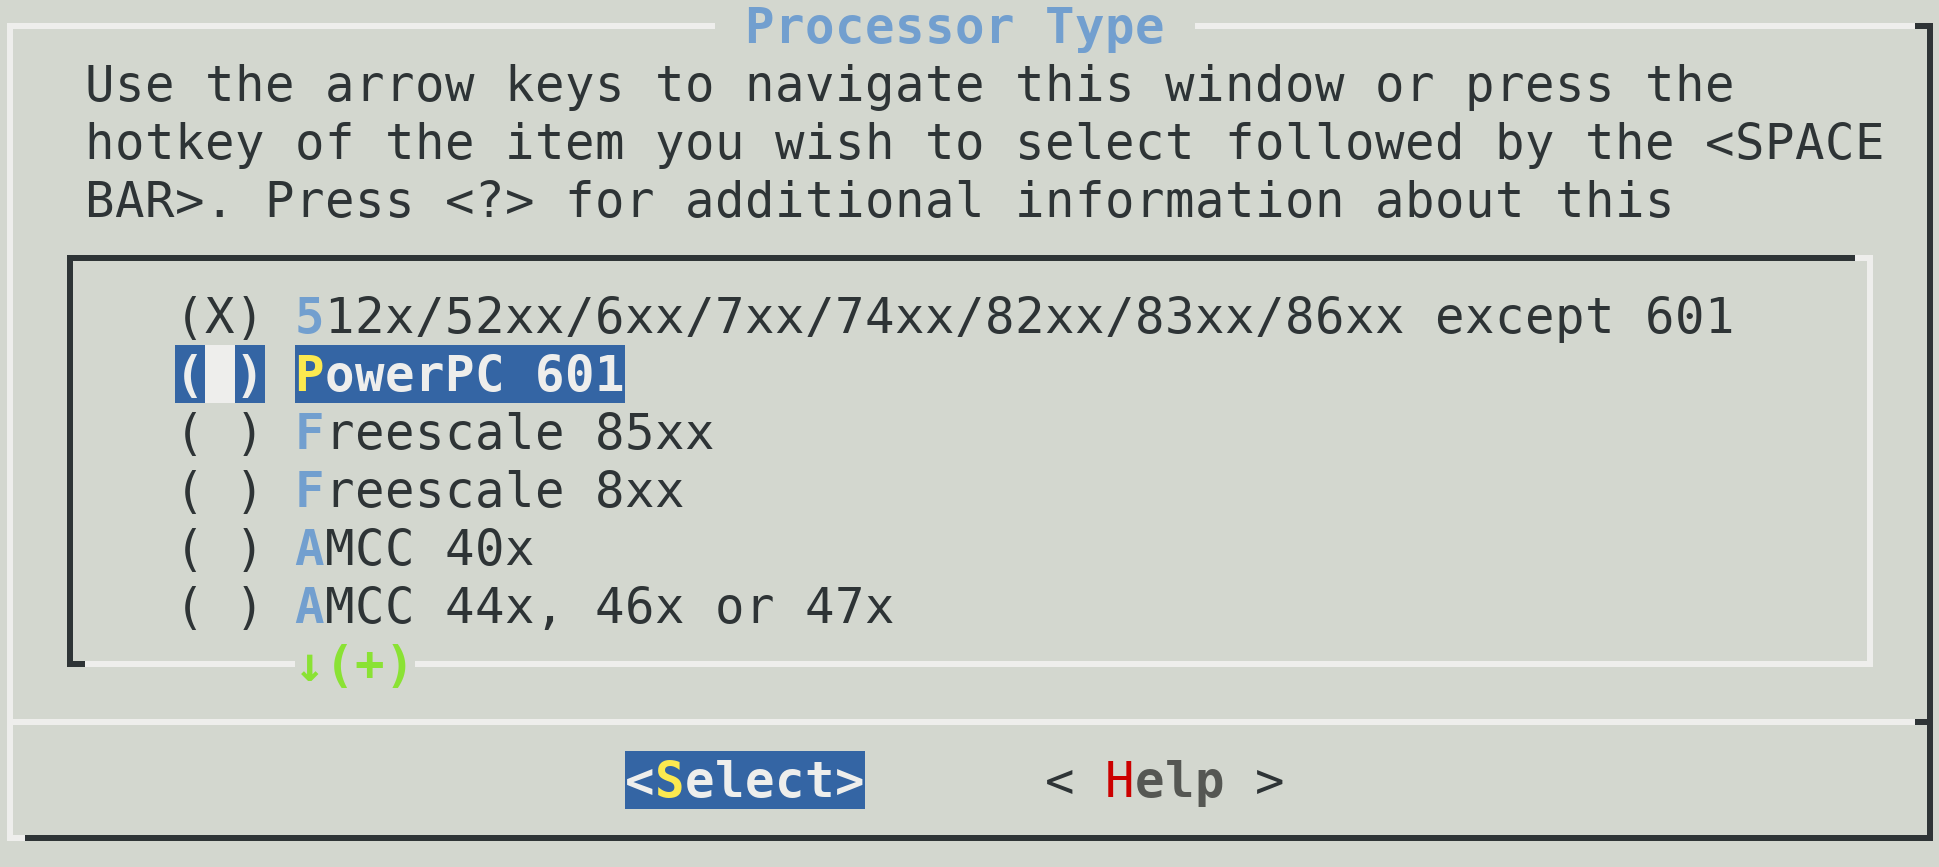 Processor Type
Use the arrow keys to navigate this window or press the
hotkey of the item you wish to select followed by the <SPACE
BAR>. Press <?> for additional information about this
(X) 512x/52xx/6xx/7xx/74xx/82xx/83xx/86xx except 601
( ) PowerPC 601
( ) Freescale 85xx
( ) Freescale 8xx
( ) AMCC 40x
( ) AMCC 44x, 46x or 47x
↓(+)
<Select> < Help >